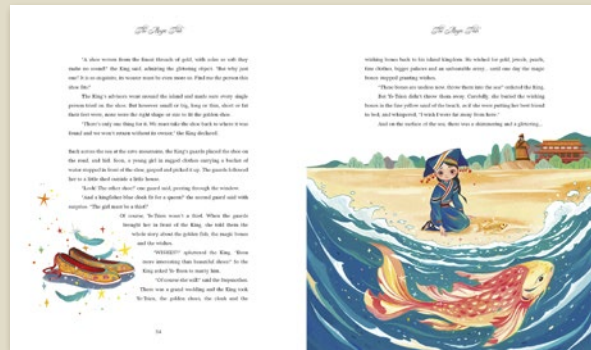 The Magic Fish
"A shoe woven from the finest threads of gold, with soles so soft they
make no sound!" the King said, admiring the glittering object. "But why just
one? It is so exquisite, its wearer must be even more so. Find me the person this
shoe fits!"
The King's advisors went around the island and made sure every single
person tried on the shoe. But however small or big, long or thin, short or fat
their feet were, none were the right shape or size to fit the golden shoe.
"There's only one thing for it. We must take the shoe back to where it was
found and we won't return without its owner," the King declared.
Back across the sea at the cave mountains, the King's guards placed the shoe on
the road, and hid. Soon, a young girl in ragged clothes carrying a bucket of
water stopped in front of the shoe, gasped and picked it up. The guards followed
her to a little shed outside a little house.
"Look! The other shoe!" one guard said, peering through the window.
"And a kingfisher blue cloak fit for a queen!" the second guard said with
surprise. "The girl must be a thief!"
Of course, Ye-Xian wasn't a thief. When the guards
brought her in front of the King, she told them the
whole story about the golden fish, the magic bones
and the wishes.
"WISHES?!" spluttered the King. "Even
more interesting than beautiful shoes!" So the
King asked Ye-Xian to marry him.
"Of course she will!" said the Stepmother.
There was a grand wedding and the King took
Ye-Xian, the golden shoes, the cloak and the
34
The Magic Fish
wishing bones back to his island kingdom. He wished for gold, jewels, pearls,
fine clothes, bigger palaces and an unbeatable army... until one day the magic
bones stopped granting wishes.
"These bones are useless now, throw them into the sea!" ordered the King.
But Ye-Xian didn't throw them away. Carefully, she buried the wishing
bones in the fine yellow sand of the beach, as if she were putting her best friend
to bed, and whispered, "I wish I were far away from here."
And on the surface of the sea, there was a shimmering and a glittering...